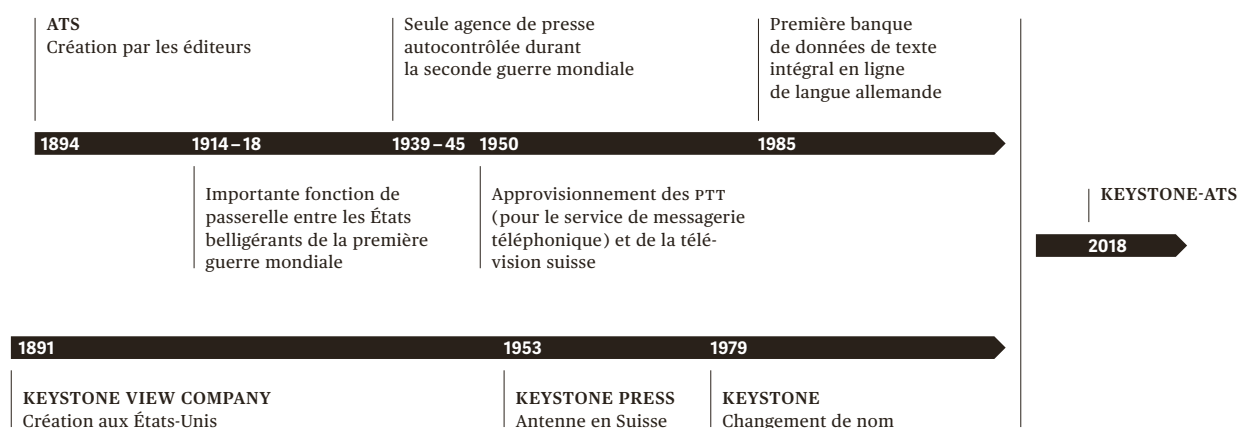 ATS
Création par les éditeurs
Seule agence de presse
autocontrôlée durant
la seconde guerre mondiale
Première banque
de données de texte
intégral en ligne
de langue allemande
1894
1914–18
1939–45
1950
1985
Importante fonction de
passerelle entre les États
belligérants de la première
guerre mondiale
Approvisionnement des PTT
(pour le service de messagerie
téléphonique) et de la télé-
vision suisse
KEYSTONE-ATS
2018
1891
1953
1979
KEYSTONE VIEW COMPANY
Création aux États-Unis
KEYSTONE PRESS
Antenne en Suisse
KEYSTONE
Changement de nom